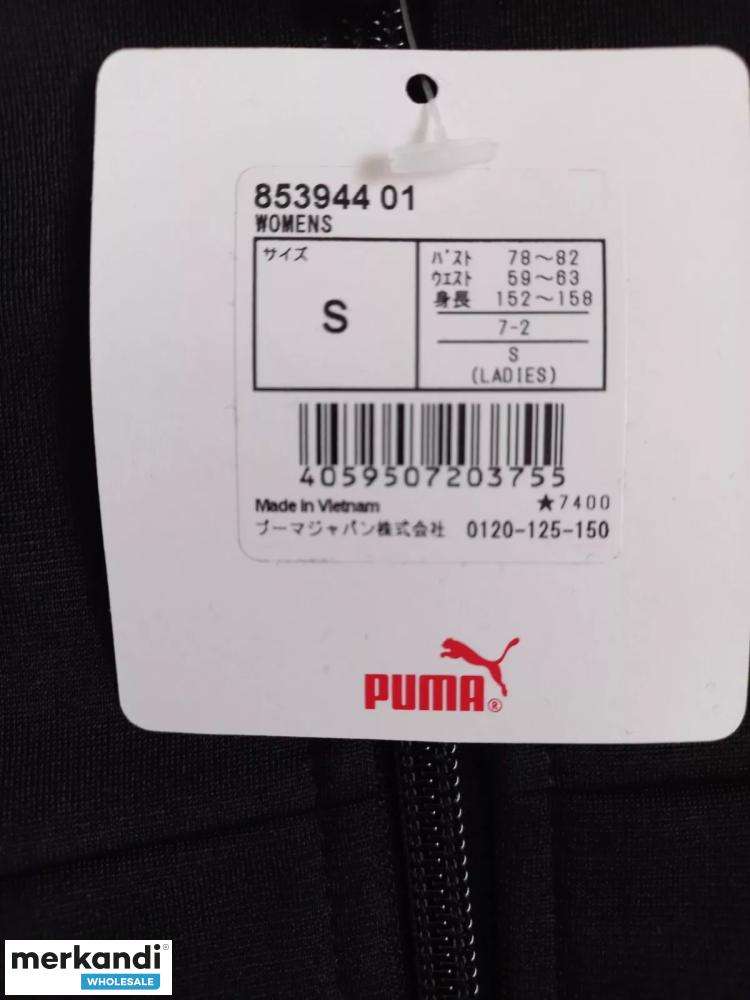 853944 01
WOMENS
サイズ
S
バスト 78～82
ウエスト 59～63
身長 152～158
7-2
S
(LADIES)
4059507203755
Made in Vietnam ★7400
プーマジャパン株式会社 0120-125-150
PUMA®
merkandi®
WHOLESALE